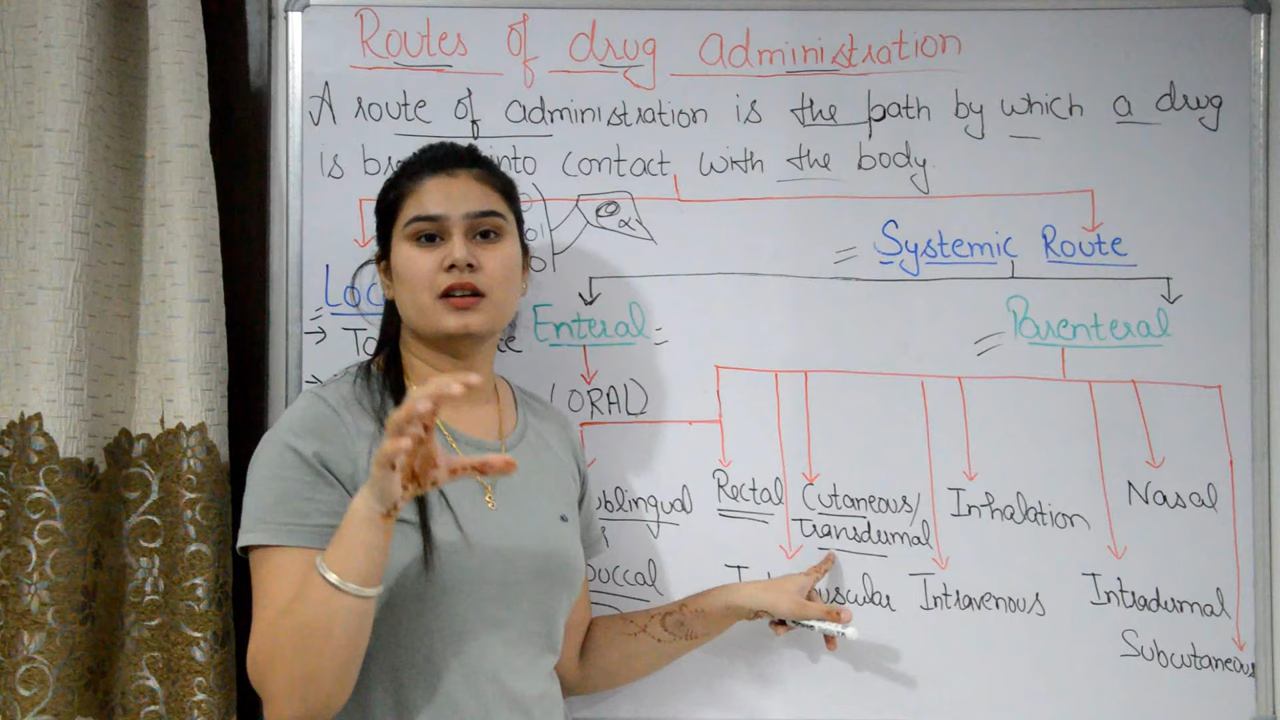 Routes of drug administration
A route of administration is the path by which a drug
is into contact with the body.
Systemic Route
Enteral
Parenteral
(ORAL)
Rectal
Cutaneous/
Transdermal
Inhalation
Nasal
Intravenous
Intradermal
Subcutaneous